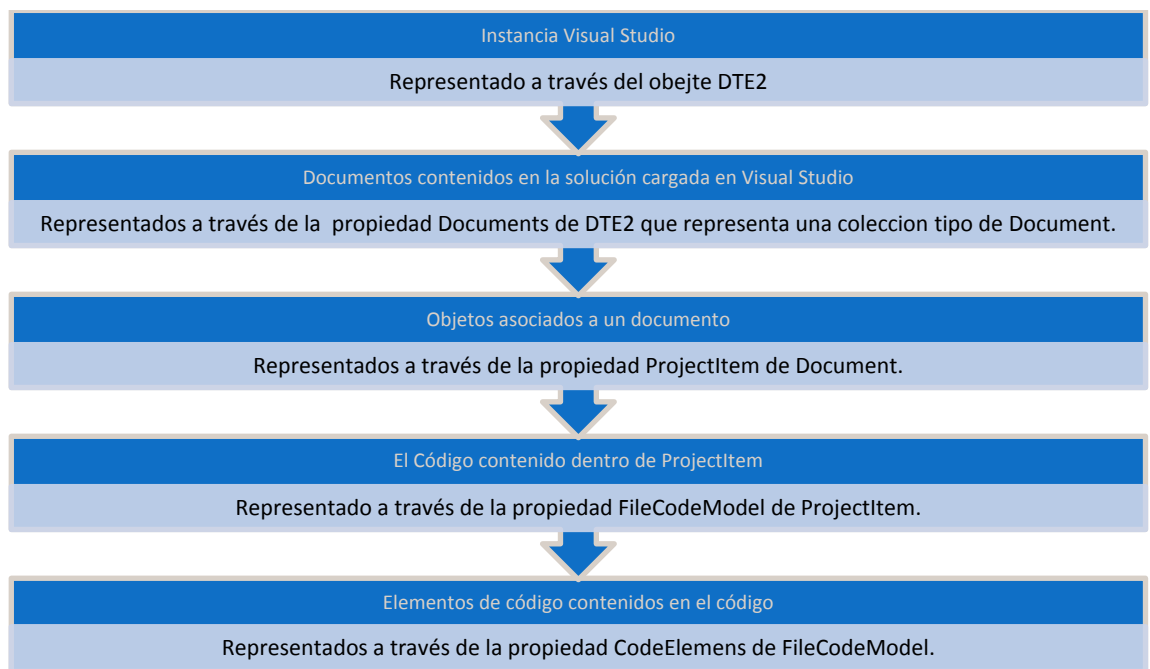 Instancia Visual Studio
Representado a través del obejte DTE2
Documentos contenidos en la solución cargada en Visual Studio
Representados a través de la  propiedad Documents de DTE2 que representa una coleccion tipo de Document.
Objetos asociados a un documento
Representados a través de la propiedad ProjectItem de Document.
El Código contenido dentro de ProjectItem
Representado a través de la propiedad FileCodeModel de ProjectItem.
Elementos de código contenidos en el código
Representados a través de la propiedad CodeElemens de FileCodeModel.